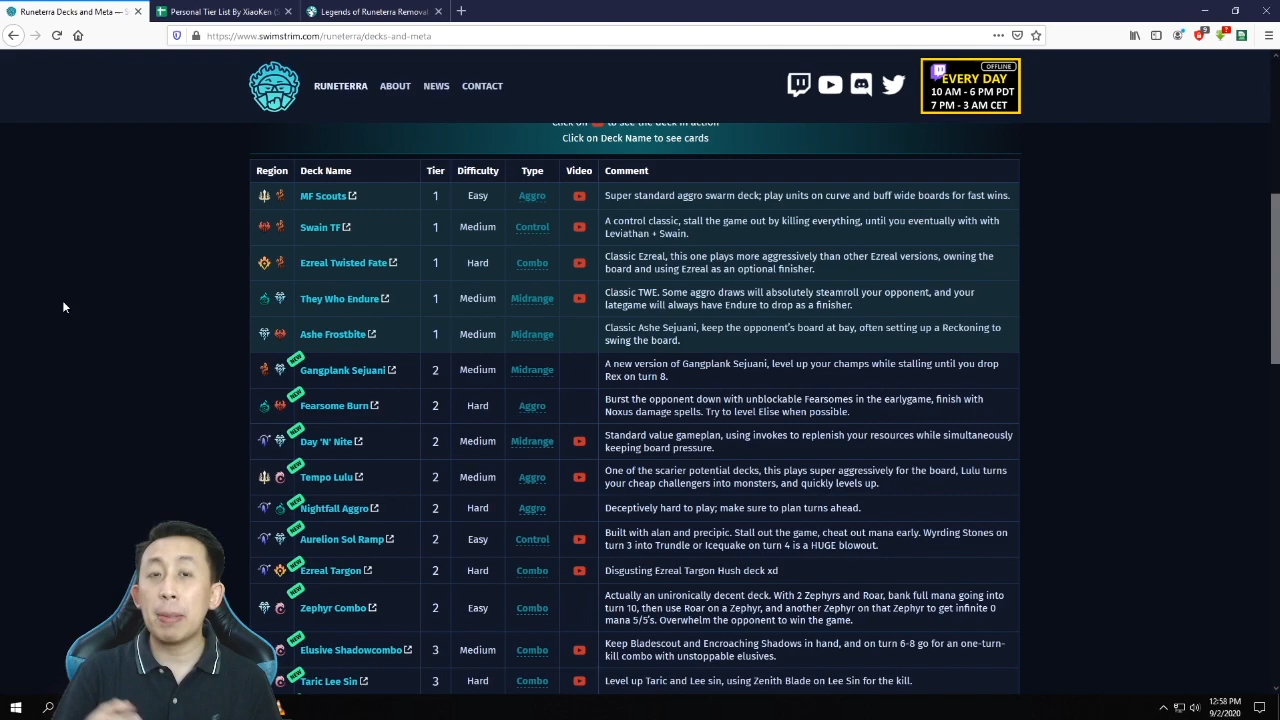 Runeterra Decks and Meta — S
Personal Tier List By XiaoKen (S
Legends of Runeterra Removal
https://www.swimstrim.com/runeterra/decks-and-meta
RUNETERRA ABOUT NEWS CONTACT
OFFLINE
EVERY DAY
10 AM - 6 PM PDT
7 PM - 3 AM CET
Click on to see the deck in action
Click on Deck Name to see cards
Region Deck Name Tier Difficulty Type Video Comment
MF Scouts 1 Easy Aggro Super standard aggro swarm deck; play units on curve and buff wide boards for fast wins.
Swain TF 1 Medium Control A control classic, stall the game out by killing everything, until you eventually with with
Leviathan + Swain.
Ezreal Twisted Fate 1 Hard Combo Classic Ezreal, this one plays more aggressively than other Ezreal versions, owning the
board and using Ezreal as an optional finisher.
They Who Endure 1 Medium Midrange Classic TWE. Some aggro draws will absolutely steamroll your opponent, and your
lategame will always have Endure to drop as a finisher.
Ashe Frostbite 1 Medium Midrange Classic Ashe Sejuani, keep the opponent's board at bay, often setting up a Reckoning to
swing the board.
NEW Gangplank Sejuani 2 Medium Midrange A new version of Gangplank Sejuani, level up your champs while stalling until you drop
Rex on turn 8.
NEW Fearsome Burn 2 Hard Aggro Burst the opponent down with unblockable Fearsomes in the earlygame, finish with
Noxus damage spells. Try to level Elise when possible.
NEW Day 'N' Nite 2 Medium Midrange Standard value gameplan, using invokes to replenish your resources while simultaneously
keeping board pressure.
NEW Tempo Lulu 2 Medium Aggro One of the scarier potential decks, this plays super aggressively for the board, Lulu turns
your cheap challengers into monsters, and quickly levels up.
NEW Nightfall Aggro 2 Hard Aggro Deceptively hard to play; make sure to plan turns ahead.
NEW Aurelion Sol Ramp 2 Easy Control Built with alan and precipic. Stall out the game, cheat out mana early. Wyrding Stones on
turn 3 into Trundle or Icequake on turn 4 is a HUGE blowout.
NEW Ezreal Targon 2 Hard Combo Disgusting Ezreal Targon Hush deck xd
NEW Zephyr Combo 2 Easy Combo Actually an unironically decent deck. With 2 Zephyrs and Roar, bank full mana going into
turn 10, then use Roar on a Zephyr, and another Zephyr on that Zephyr to get infinite 0
mana 5/5's. Overwhelm the opponent to win the game.
NEW Elusive Shadowcombo 3 Medium Combo Keep Bladescout and Encroaching Shadows in hand, and on turn 6-8 go for an one-turn-
kill combo with unstoppable elusives.
NEW Taric Lee Sin 3 Hard Combo Level up Taric and Lee sin, using Zenith Blade on Lee Sin for the kill.
12:58 PM
9/2/2020